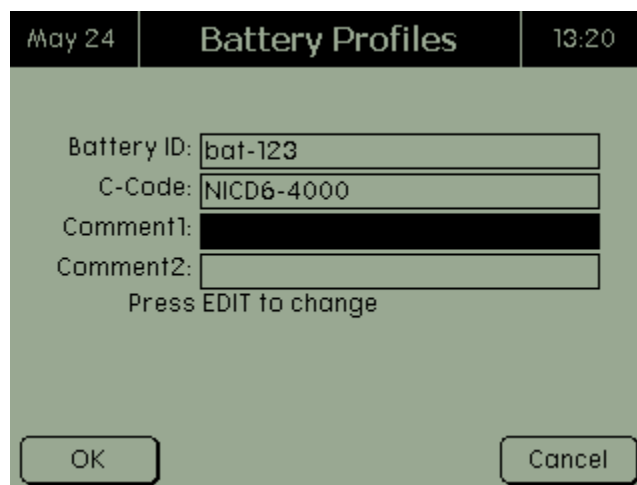 May 24 Battery Profiles 13:20
Battery ID: bat-123
C-Code: NICD6-4000
Comment1:
Comment2:
Press EDIT to change
OK Cancel